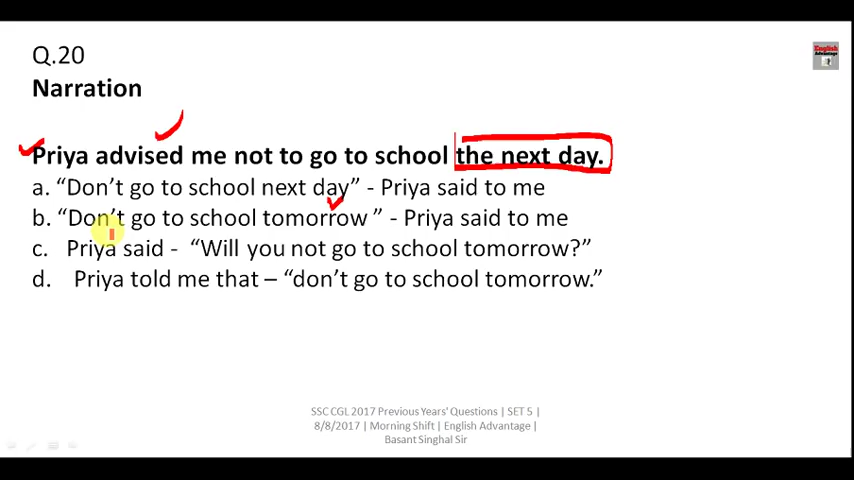 Q.20
Narration
English
Advantage
Priya advised me not to go to school the next day.
a. “Don’t go to school next day” - Priya said to me
b. “Don’t go to school tomorrow ” - Priya said to me
c. Priya said - “Will you not go to school tomorrow?”
d. Priya told me that – “don’t go to school tomorrow.”
SSC CGL 2017 Previous Years' Questions | SET 5 |
8/8/2017 | Morning Shift | English Advantage |
Basant Singhal Sir